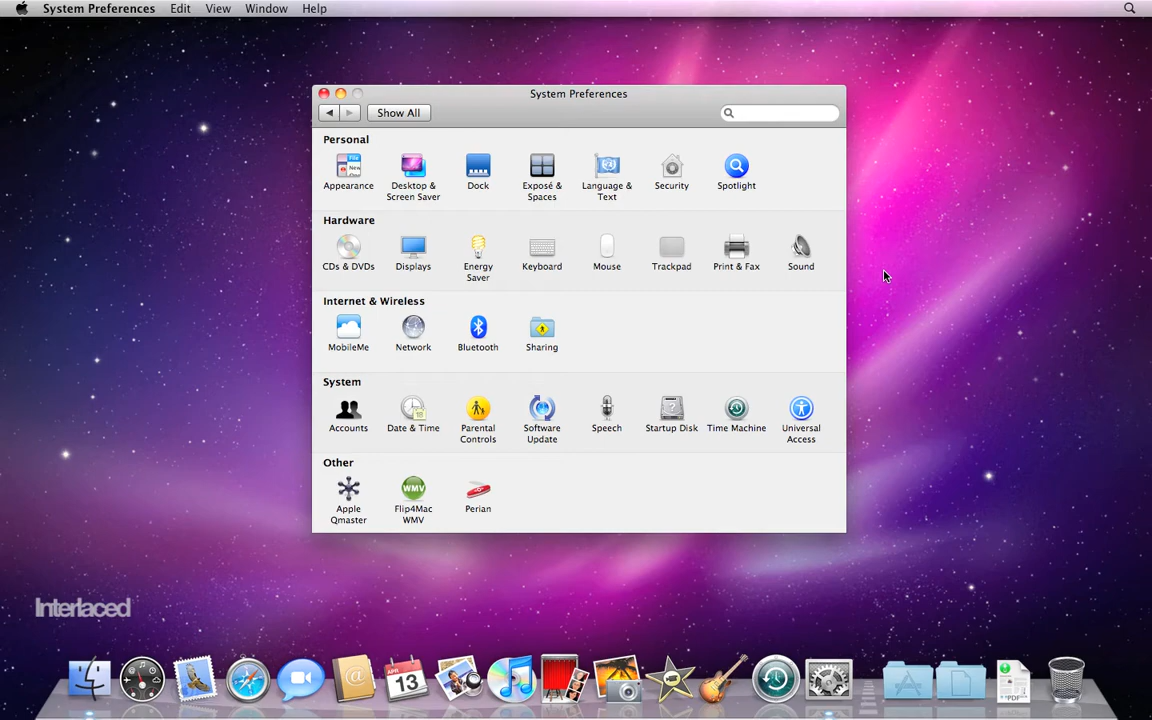 System Preferences Edit View Window Help
System Preferences
Show All
Personal
Appearance
Desktop &
Screen Saver
Dock
Exposé &
Spaces
Language &
Text
Security
Spotlight
Hardware
CDs & DVDs
Displays
Energy
Saver
Keyboard
Mouse
Trackpad
Print & Fax
Sound
Internet & Wireless
MobileMe
Network
Bluetooth
Sharing
System
Accounts
Date & Time
Parental
Controls
Software
Update
Speech
Startup Disk
Time Machine
Universal
Access
Other
Apple
Qmaster
WMV
Flip4Mac
WMV
Perian
Interlaced
APR
13
PDF